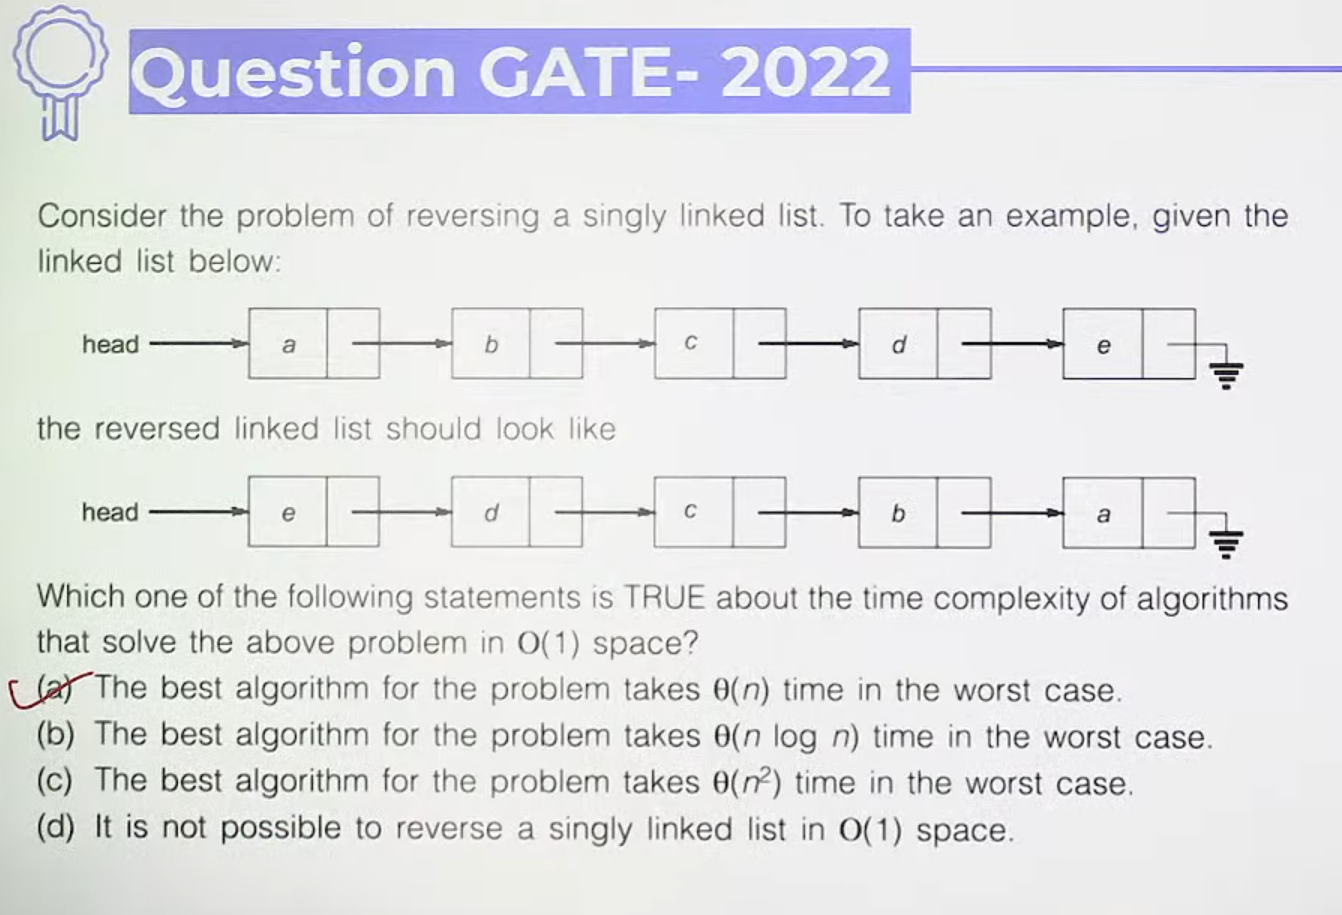 Question GATE- 2022
Consider the problem of reversing a singly linked list. To take an example, given the
linked list below:
head a b c d e
the reversed linked list should look like
head e d c b a
Which one of the following statements is TRUE about the time complexity of algorithms
that solve the above problem in O(1) space?
(a) The best algorithm for the problem takes θ(n) time in the worst case.
(b) The best algorithm for the problem takes θ(n log n) time in the worst case.
(c) The best algorithm for the problem takes θ(n²) time in the worst case.
(d) It is not possible to reverse a singly linked list in O(1) space.